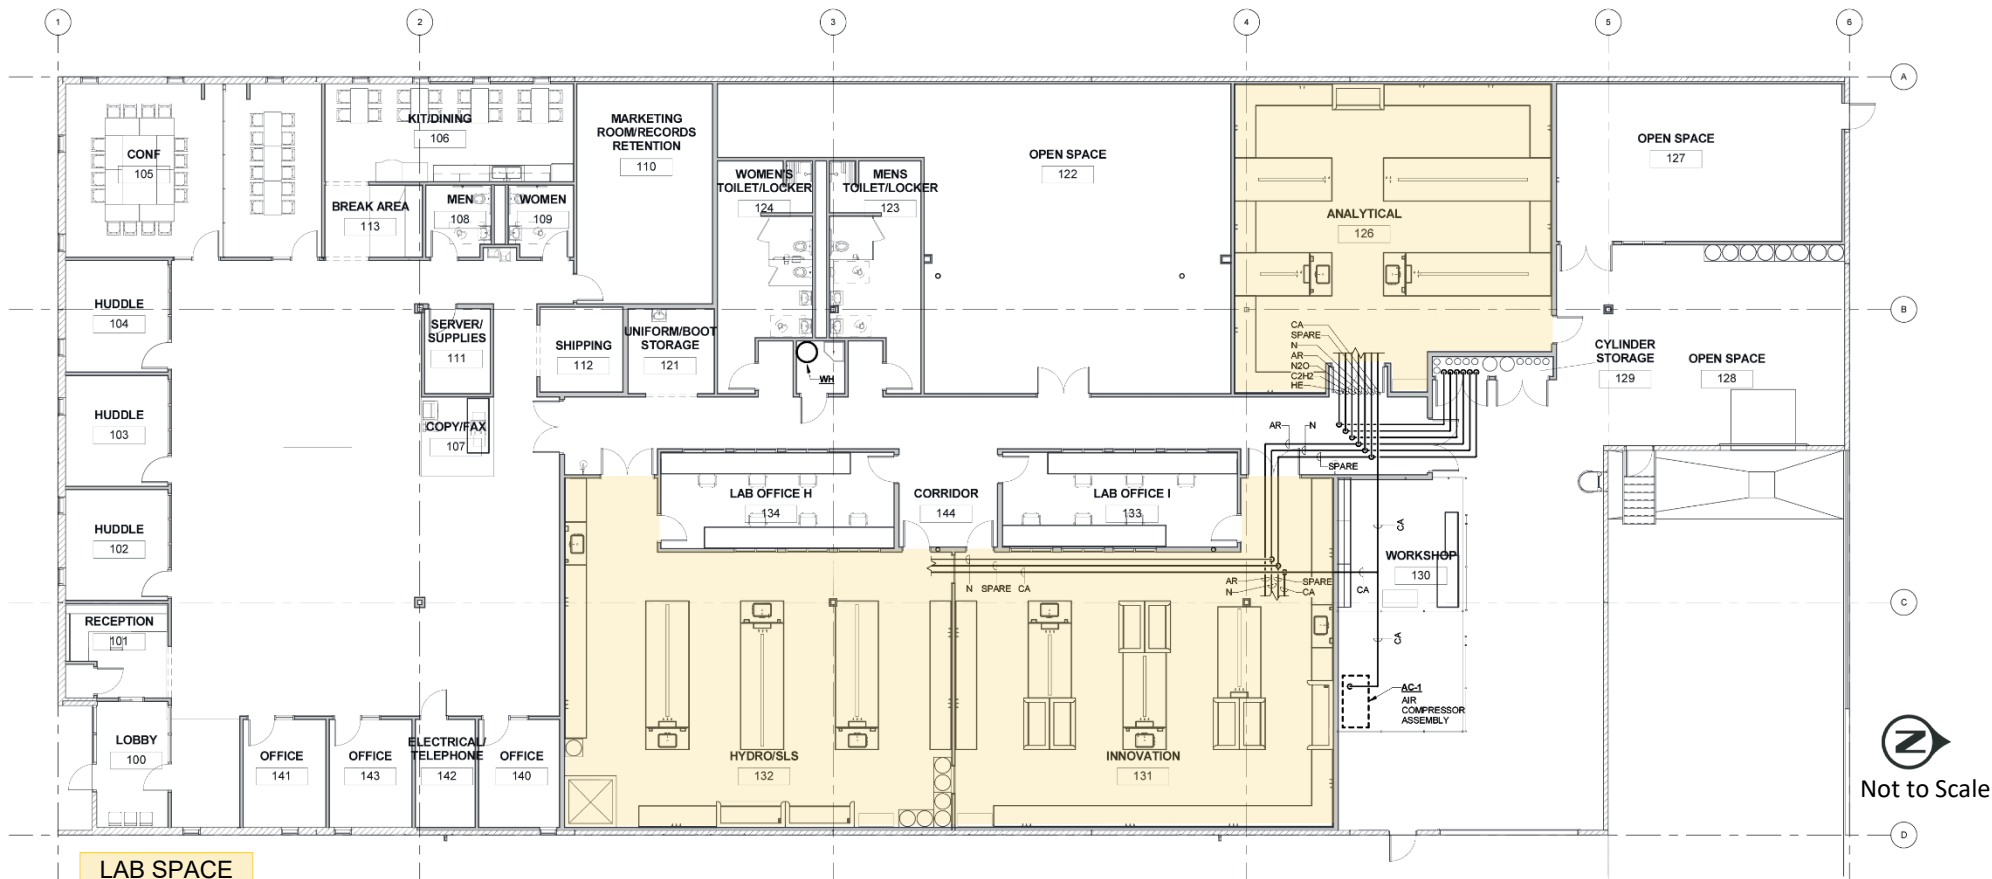 1
2
3
4
5
6
A
KIT/DINING
106
MARKETING
ROOM/RECORDS
RETENTION
110
CONF
105
OPEN SPACE
122
OPEN SPACE
127
WOMEN'S
TOILET/LOCKER
124
MENS
TOILET/LOCKER
123
BREAK AREA
113
MEN
108
WOMEN
109
ANALYTICAL
126
HUDDLE
104
B
SERVER/
SUPPLIES
111
SHIPPING
112
UNIFORM/BOOT
STORAGE
121
WH
CA
SPARE
N
AR
N2O
C2H2
HE
CYLINDER
STORAGE
129
OPEN SPACE
128
HUDDLE
103
COPY/FAX
107
AR
N
SPARE
LAB OFFICE H
134
CORRIDOR
144
LAB OFFICE I
133
HUDDLE
102
CA
WORKSHOP
130
N SPARE CA
AR
N
SPARE
CA
CA
C
RECEPTION
101
CA
AC-1
AIR
COMPRESSOR
ASSEMBLY
LOBBY
100
OFFICE
141
OFFICE
143
ELECTRICAL/
TELEPHONE
142
OFFICE
140
HYDRO/SLS
132
INNOVATION
131
N
Not to Scale
D
LAB SPACE